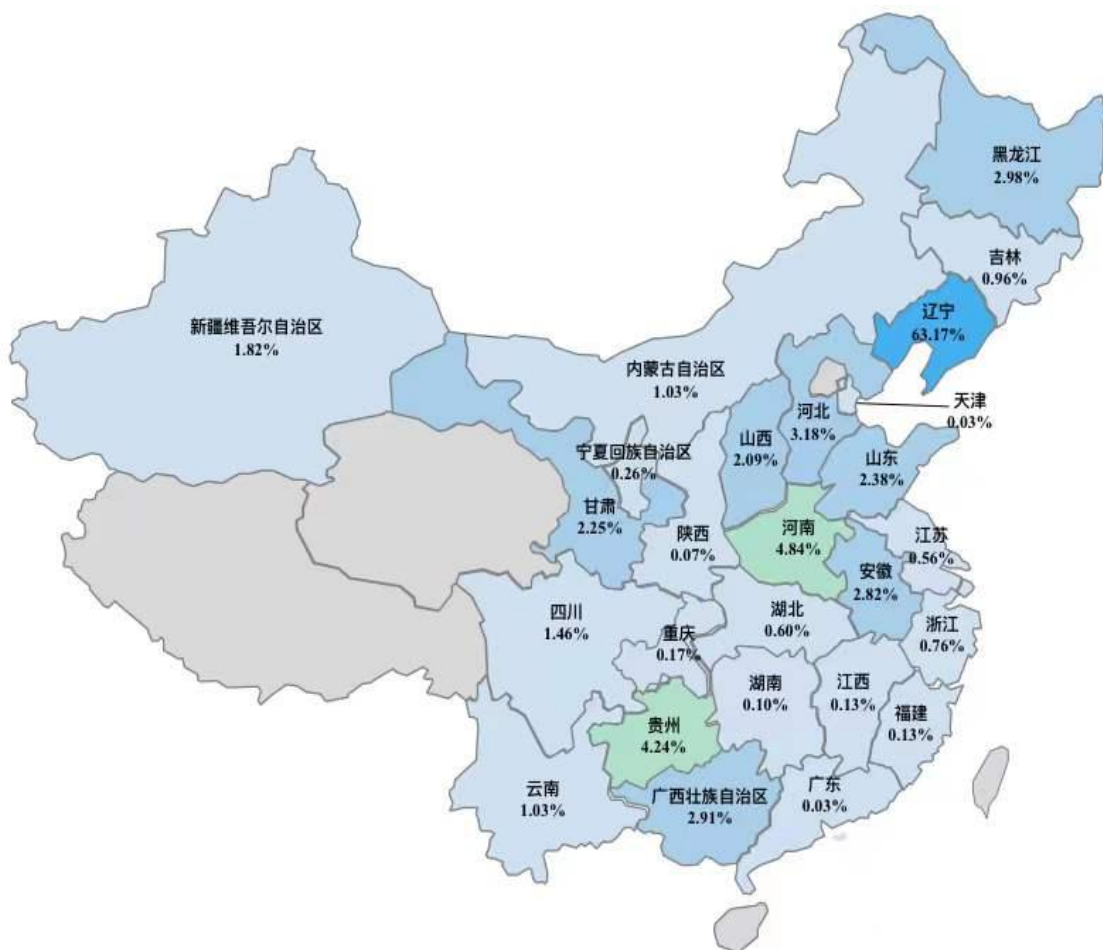 黑龙江
2.98%
吉林
0.96%
辽宁
63.17%
新疆维吾尔自治区
1.82%
内蒙古自治区
1.03%
天津
0.03%
河北
3.18%
山西
2.09%
山东
2.38%
宁夏回族自治区
0.26%
甘肃
2.25%
陕西
0.07%
河南
4.84%
江苏
0.56%
安徽
2.82%
四川
1.46%
湖北
0.60%
浙江
0.76%
重庆
0.17%
湖南
0.10%
江西
0.13%
福建
0.13%
贵州
4.24%
云南
1.03%
广西壮族自治区
2.91%
广东
0.03%